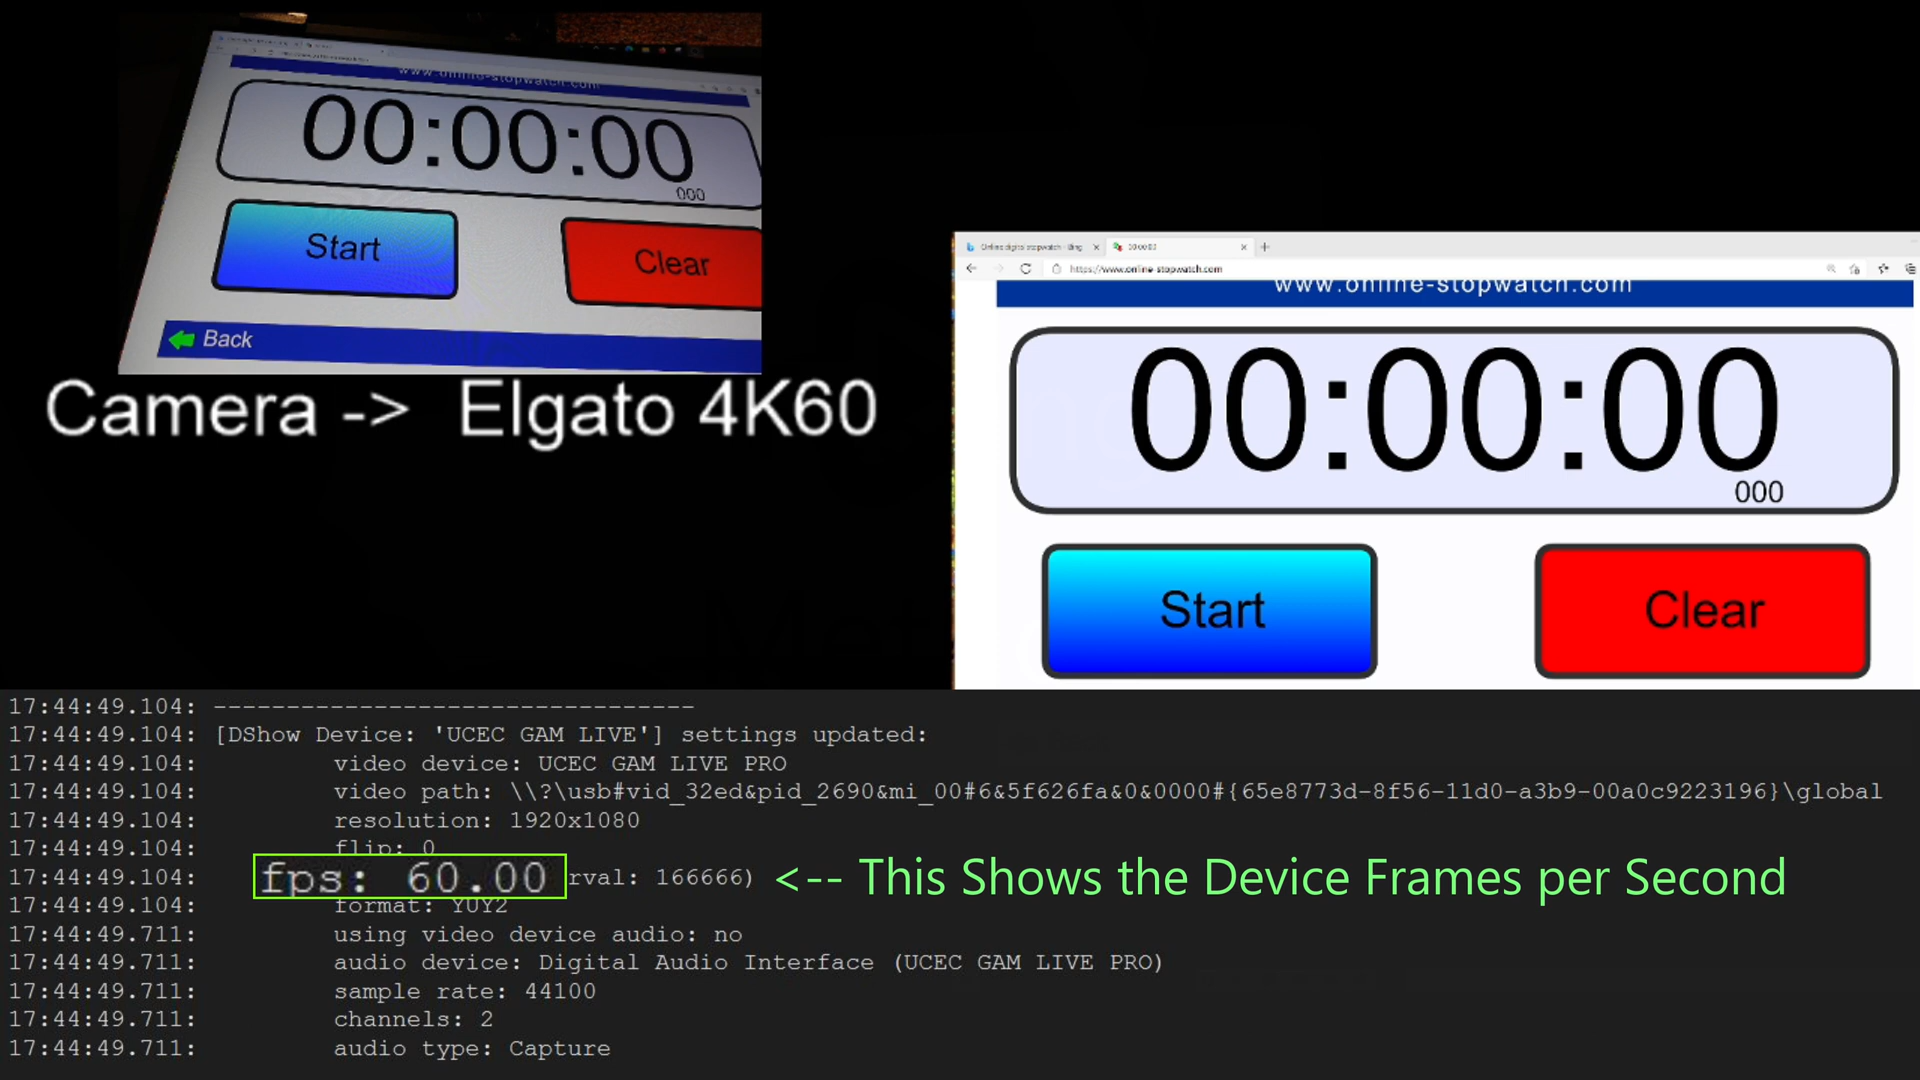 www.online-stopwatch.com
00:00:00
000
Start
Clear
Back
Camera -> Elgato 4K60
Online digital stopwatch - Bing
00:00:00
https://www.online-stopwatch.com
www.online-stopwatch.com
00:00:00
000
Start
Clear
17:44:49.104: ---------------------------------
17:44:49.104: [DShow Device: 'UCEC GAM LIVE'] settings updated:
17:44:49.104: video device: UCEC GAM LIVE PRO
17:44:49.104: video path: \\?\usb#vid_32ed&pid_2690&mi_00#6&5f626fa&0&0000#{65e8773d-8f56-11d0-a3b9-00a0c9223196}\global
17:44:49.104: resolution: 1920x1080
17:44:49.104: flip: 0
17:44:49.104: fps: 60.00 rval: 166666) <-- This Shows the Device Frames per Second
17:44:49.104: format: YUY2
17:44:49.711: using video device audio: no
17:44:49.711: audio device: Digital Audio Interface (UCEC GAM LIVE PRO)
17:44:49.711: sample rate: 44100
17:44:49.711: channels: 2
17:44:49.711: audio type: Capture